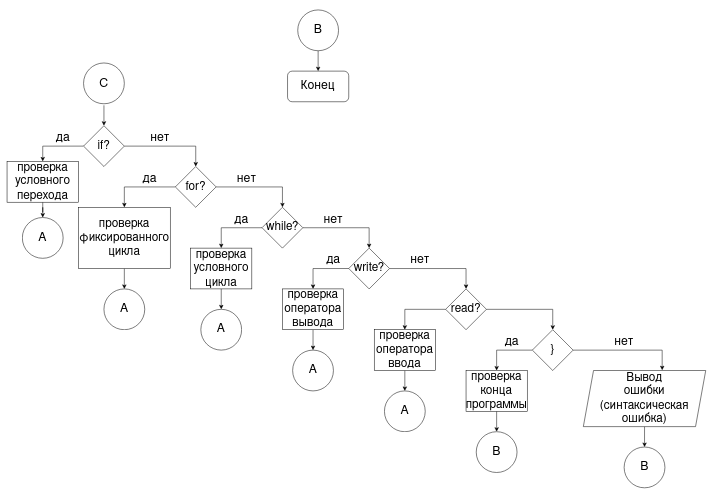 B
Конец
C
if?
да
нет
проверка
условного
перехода
A
for?
да
нет
проверка
фиксированного
цикла
A
while?
да
нет
проверка
условного
цикла
A
write?
да
нет
проверка
оператора
вывода
A
read?
проверка
оператора
ввода
A
}
да
нет
проверка
конца
программы
B
Вывод
ошибки
(синтаксическая
ошибка)
B